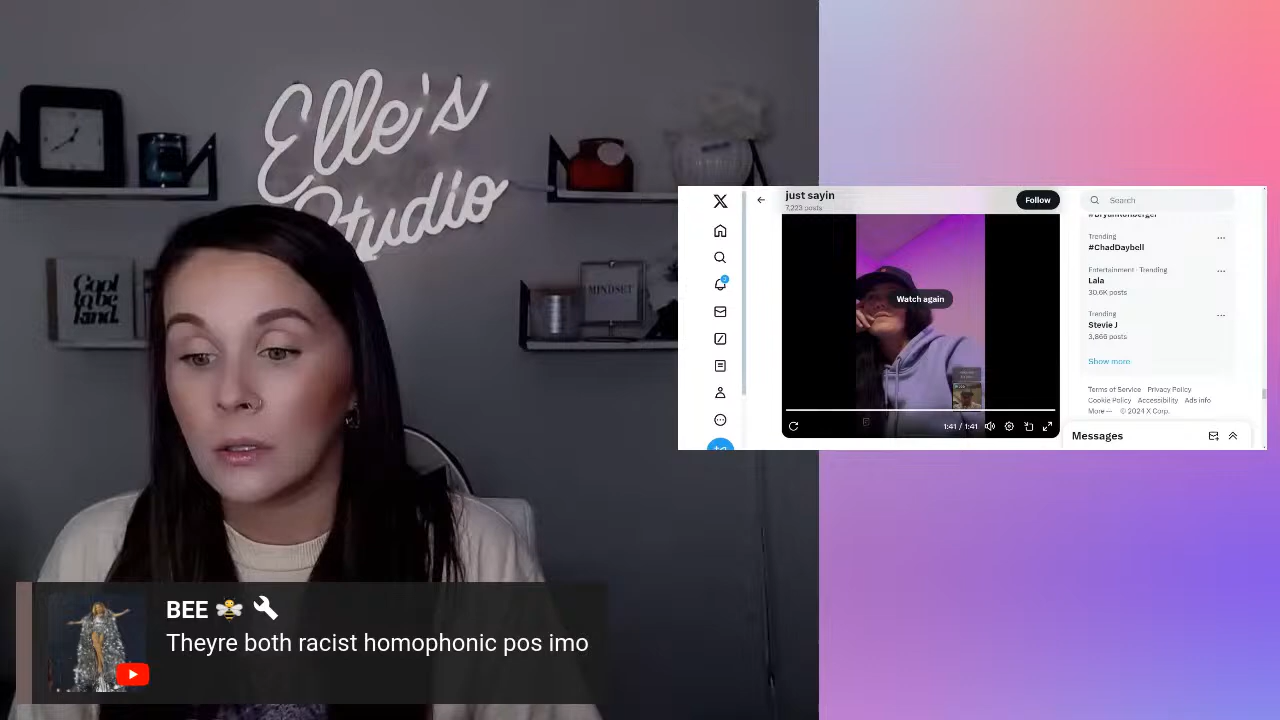 Elle's
Studio
Cool
to be
kind.
MINDSET
just sayin
7,223 posts
Follow
Watch again
1:41 / 1:41
Search
Trending
#ChadDaybell
Entertainment · Trending
Lala
30.6K posts
Trending
Stevie J
3,866 posts
Show more
Terms of Service Privacy Policy
Cookie Policy Accessibility Ads info
More ··· © 2024 X Corp.
Messages
BEE 🐝 🔧
Theyre both racist homophonic pos imo